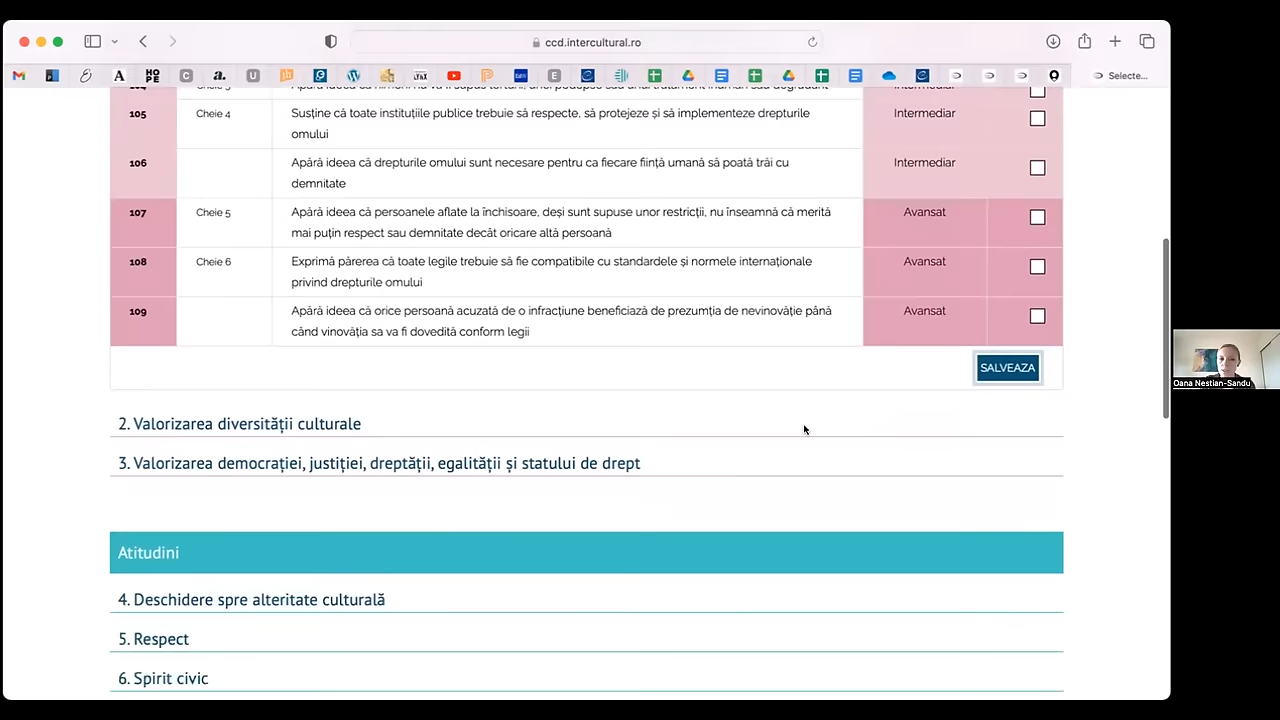 ccd.intercultural.ro
Selecte...
105 Cheie 4 Susține că toate instituțiile publice trebuie să respecte, să protejeze și să implementeze drepturile Intermediar
omului
106 Apără ideea că drepturile omului sunt necesare pentru ca fiecare ființă umană să poată trăi cu Intermediar
demnitate
107 Cheie 5 Apără ideea că persoanele aflate la închisoare, deși sunt supuse unor restricții, nu înseamnă că merită Avansat
mai puțin respect sau demnitate decât oricare altă persoană
108 Cheie 6 Exprimă părerea că toate legile trebuie să fie compatibile cu standardele și normele internaționale Avansat
privind drepturile omului
109 Apără ideea că orice persoană acuzată de o infracțiune beneficiază de prezumția de nevinovăție până Avansat
când vinovăția sa va fi dovedită conform legii
SALVEAZA
2. Valorizarea diversității culturale
3. Valorizarea democrației, justiției, dreptății, egalității și statului de drept
Atitudini
4. Deschidere spre alteritate culturală
5. Respect
6. Spirit civic
Oana Nestian-Sandu